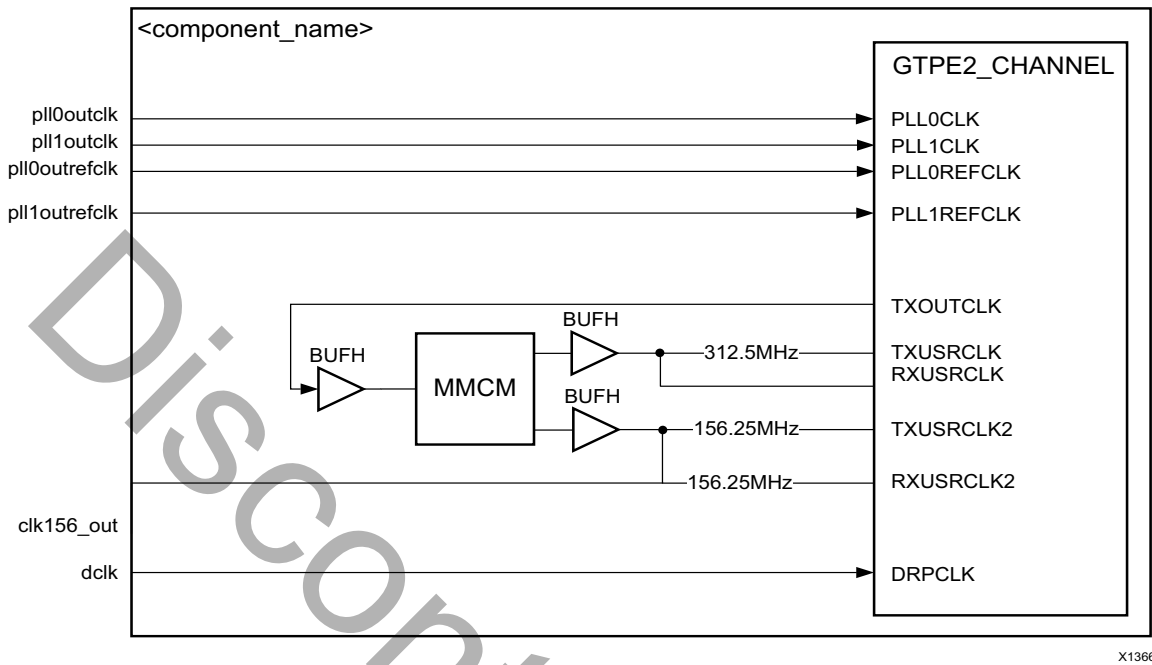 <component_name>
GTPE2_CHANNEL
pll0outclk
PLL0CLK
pll1outclk
PLL1CLK
pll0outrefclk
PLL0REFCLK
pll1outrefclk
PLL1REFCLK
TXOUTCLK
BUFH
312.5MHz
TXUSRCLK
BUFH
RXUSRCLK
MMCM
BUFH
156.25MHz
TXUSRCLK2
156.25MHz
RXUSRCLK2
clk156_out
dclk
DRPCLK
X1366